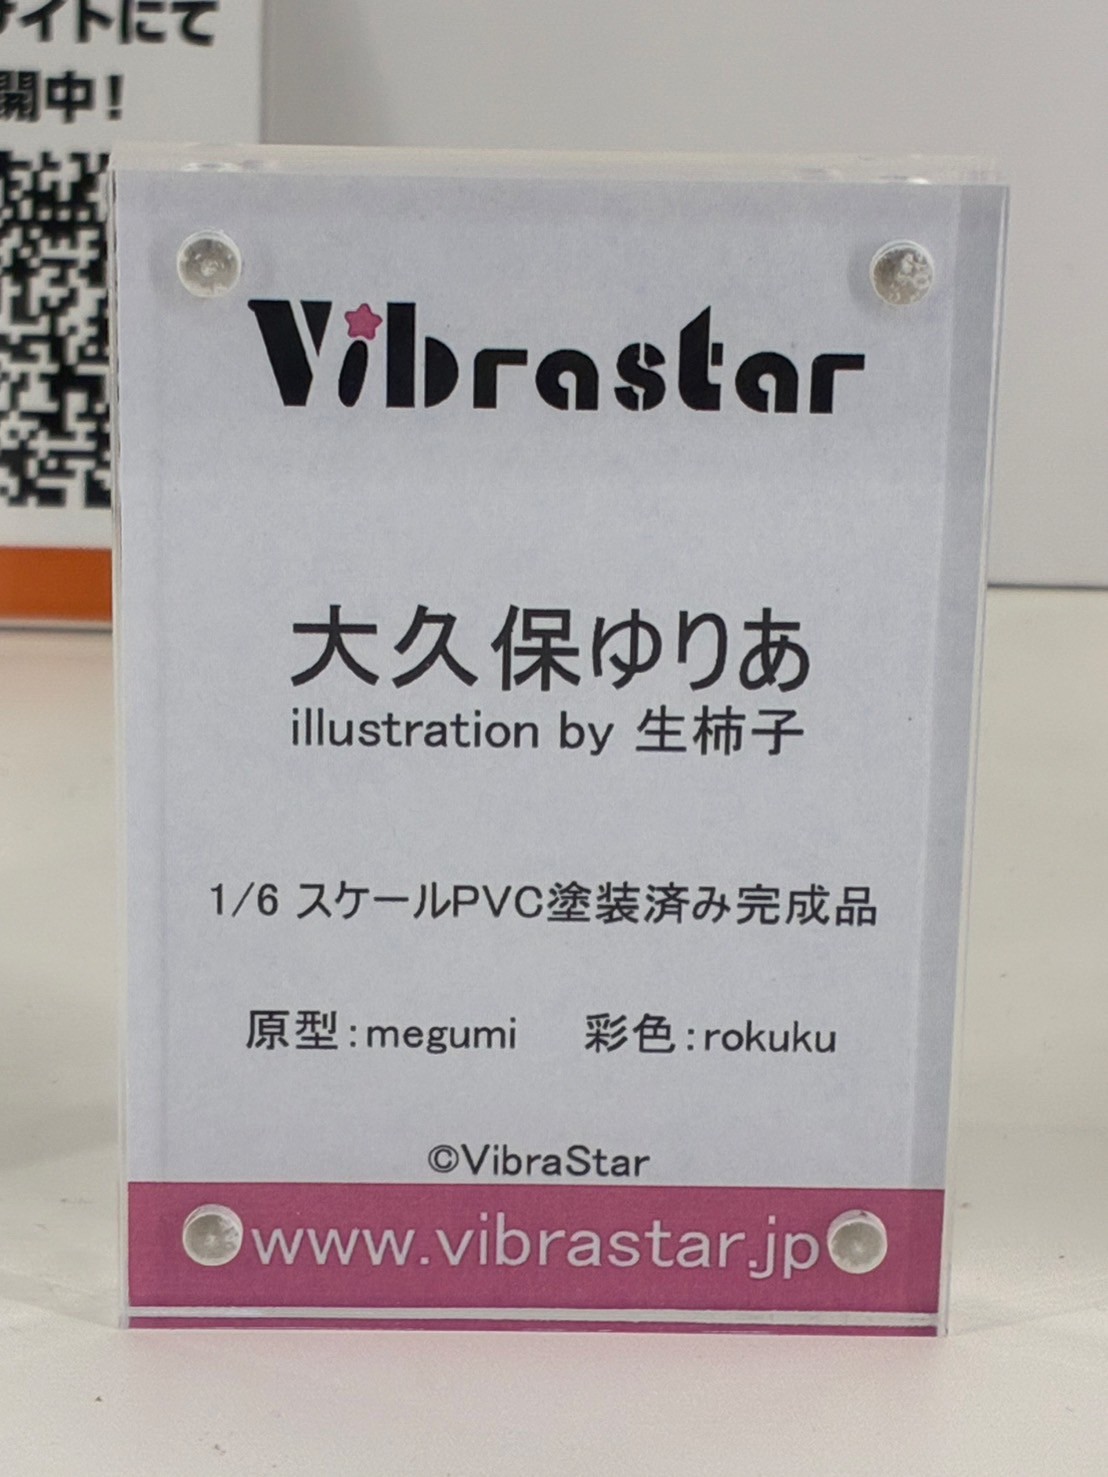 サイトにて
開中！
Vibrastar
大久保ゆりあ
illustration by 生柿子
1/6 スケールPVC塗装済み完成品
原型：megumi 彩色：rokuku
©VibraStar
www.vibrastar.jp